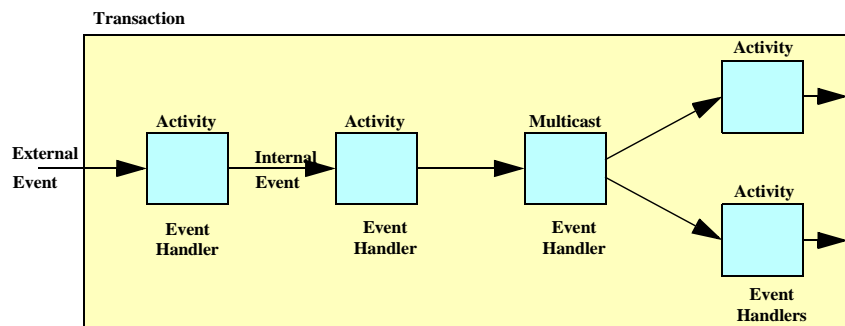 Transaction
Activity
Activity
Activity
Multicast
External
Event
Internal
Event
Activity
Event
Handler
Event
Handler
Event
Handler
Event
Handlers